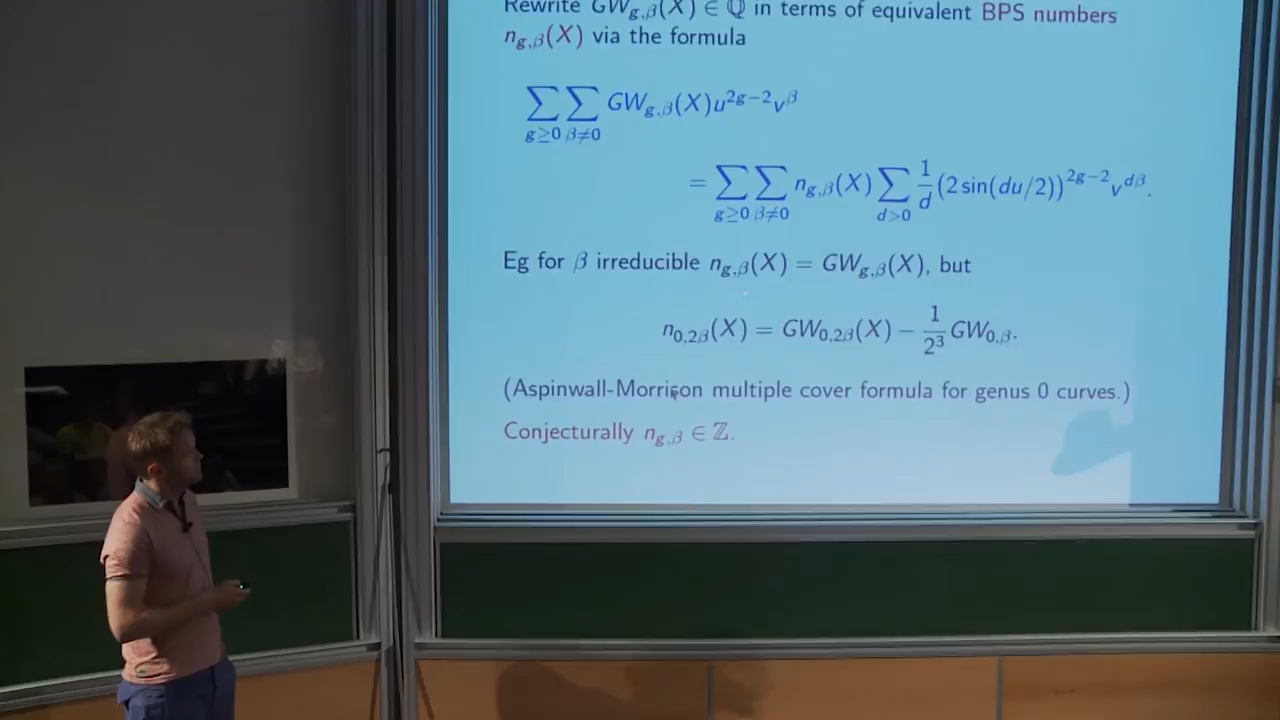 Rewrite GW_{g,β}(X) ∈ ℚ in terms of equivalent BPS numbers
n_{g,β}(X) via the formula
∑_{g≥0} ∑_{β≠0} GW_{g,β}(X)u^{2g−2}v^β
= ∑_{g≥0} ∑_{β≠0} n_{g,β}(X) ∑_{d>0} 1/d (2 sin(du/2))^{2g−2} v^{dβ}.
Eg for β irreducible n_{g,β}(X) = GW_{g,β}(X), but
n_{0,2β}(X) = GW_{0,2β}(X) − 1/2³ GW_{0,β}.
(Aspinwall-Morrison multiple cover formula for genus 0 curves.)
Conjecturally n_{g,β} ∈ ℤ.